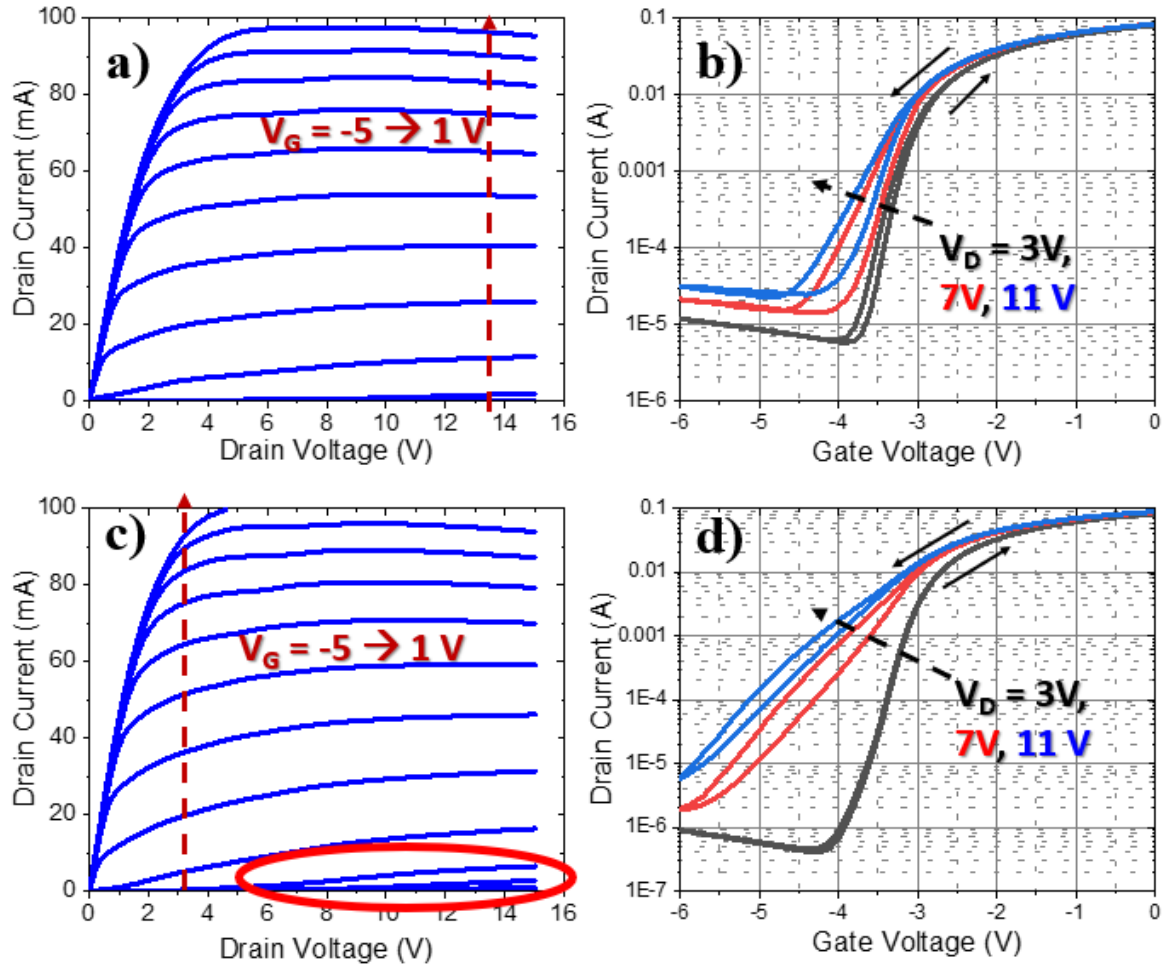 a)
V_G = -5 → 1 V
100
80
60
40
20
0
0 2 4 6 8 10 12 14 16
Drain Current (mA)
Drain Voltage (V)
b)
V_D = 3V,
7V, 11 V
0.1
0.01
0.001
1E-4
1E-5
1E-6
-6 -5 -4 -3 -2 -1 0
Drain Current (A)
Gate Voltage (V)
c)
V_G = -5 → 1 V
100
80
60
40
20
0
0 2 4 6 8 10 12 14 16
Drain Current (mA)
Drain Voltage (V)
d)
V_D = 3V,
7V, 11 V
0.1
0.01
0.001
1E-4
1E-5
1E-6
1E-7
-6 -5 -4 -3 -2 -1 0
Drain Current (A)
Gate Voltage (V)